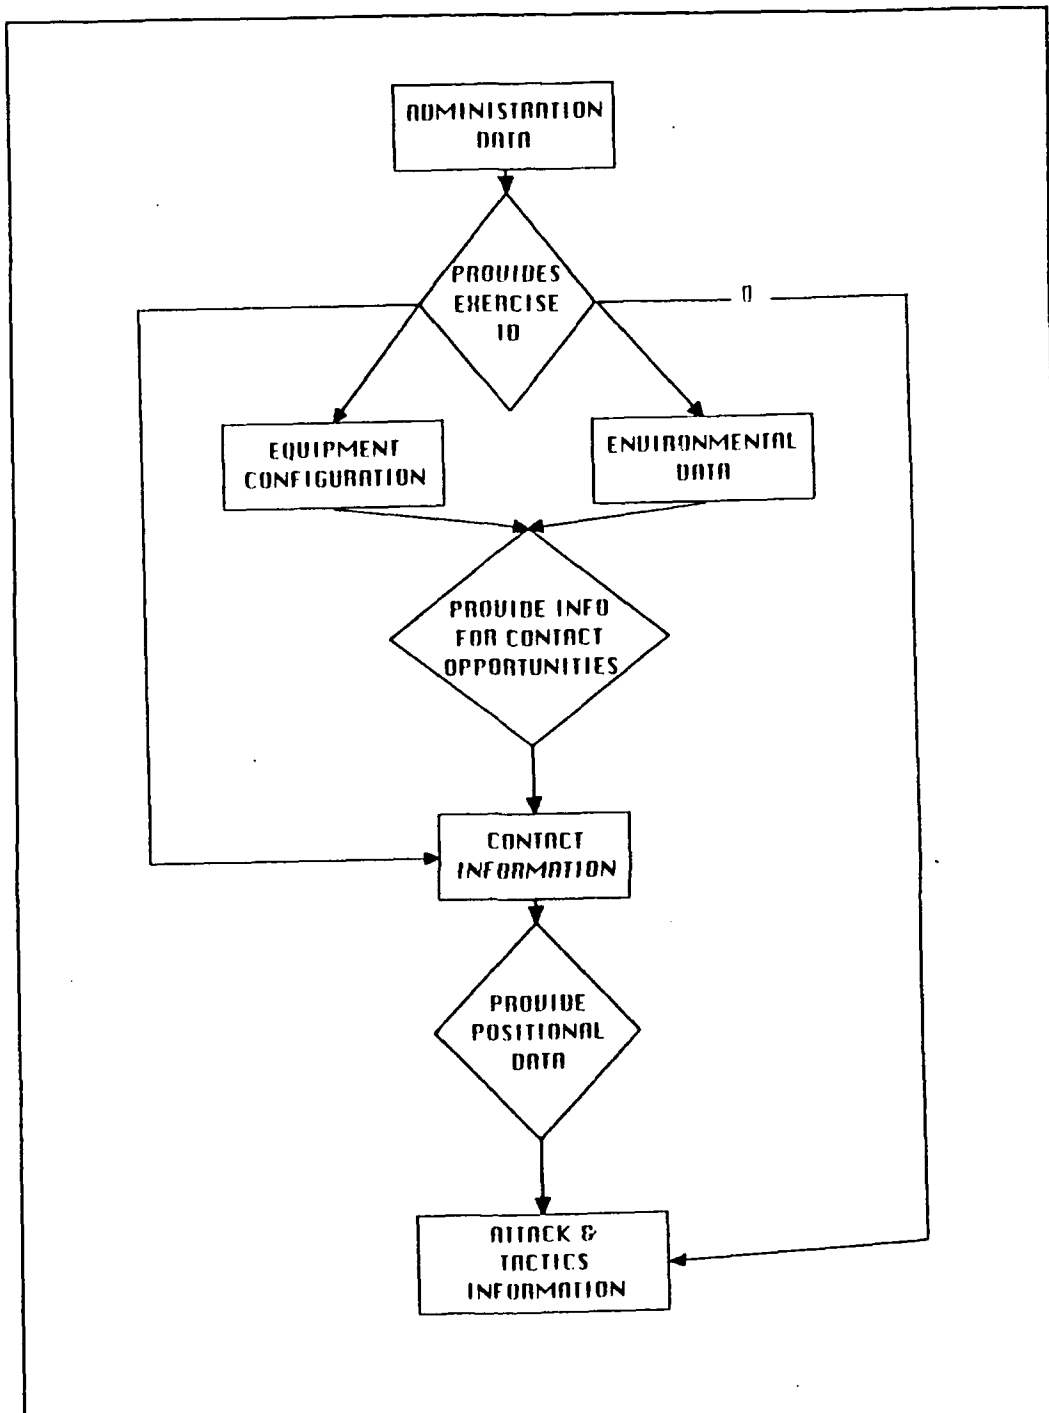 ADMINISTRATION
DATA
PROVIDES
EXERCISE
ID
EQUIPMENT
CONFIGURATION
ENVIRONMENTAL
DATA
PROVIDE INFO
FOR CONTACT
OPPORTUNITIES
CONTACT
INFORMATION
PROVIDE
POSITIONAL
DATA
ATTACK &
TACTICS
INFORMATION